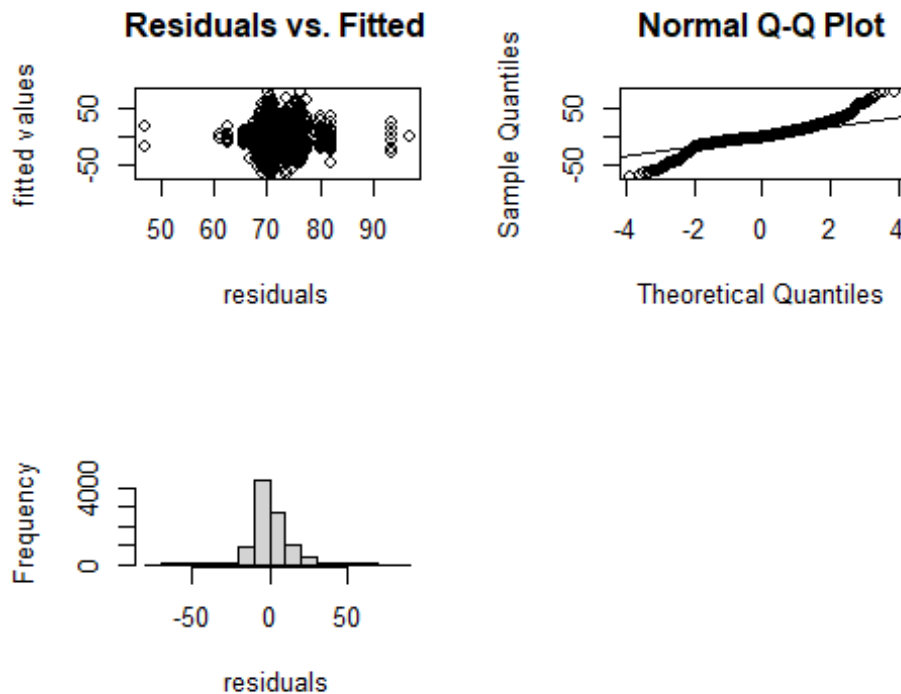 Residuals vs. Fitted
fitted values
50
-50
50 60 70 80 90
residuals
Normal Q-Q Plot
Sample Quantiles
50
-50
-4 -2 0 2 4
Theoretical Quantiles
Frequency
4000
0
-50 0 50
residuals